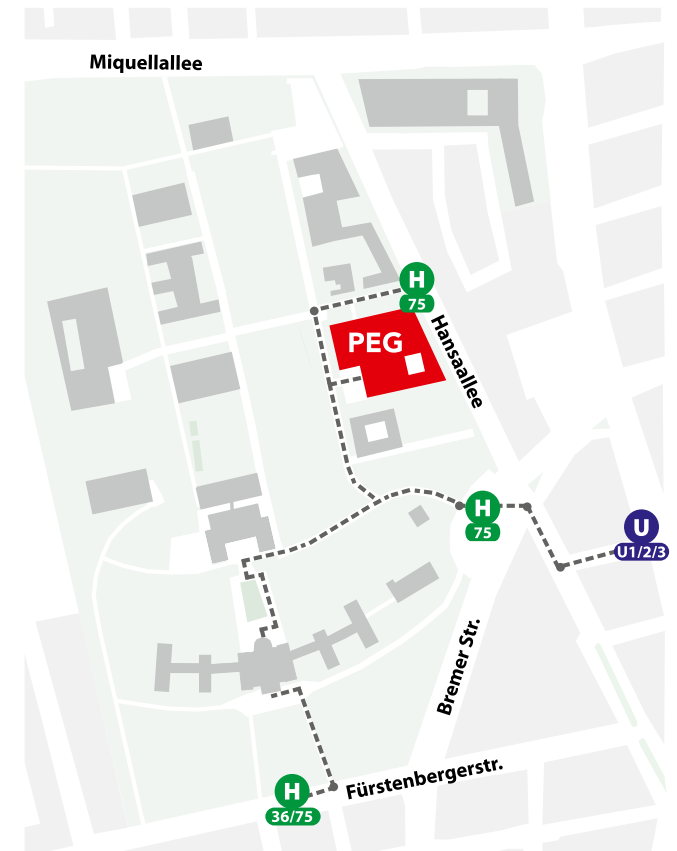 Miquellallee
H
75
PEG
Hansaallee
H
75
U
U1/2/3
Bremer Str.
Fürstenbergerstr.
H
36/75